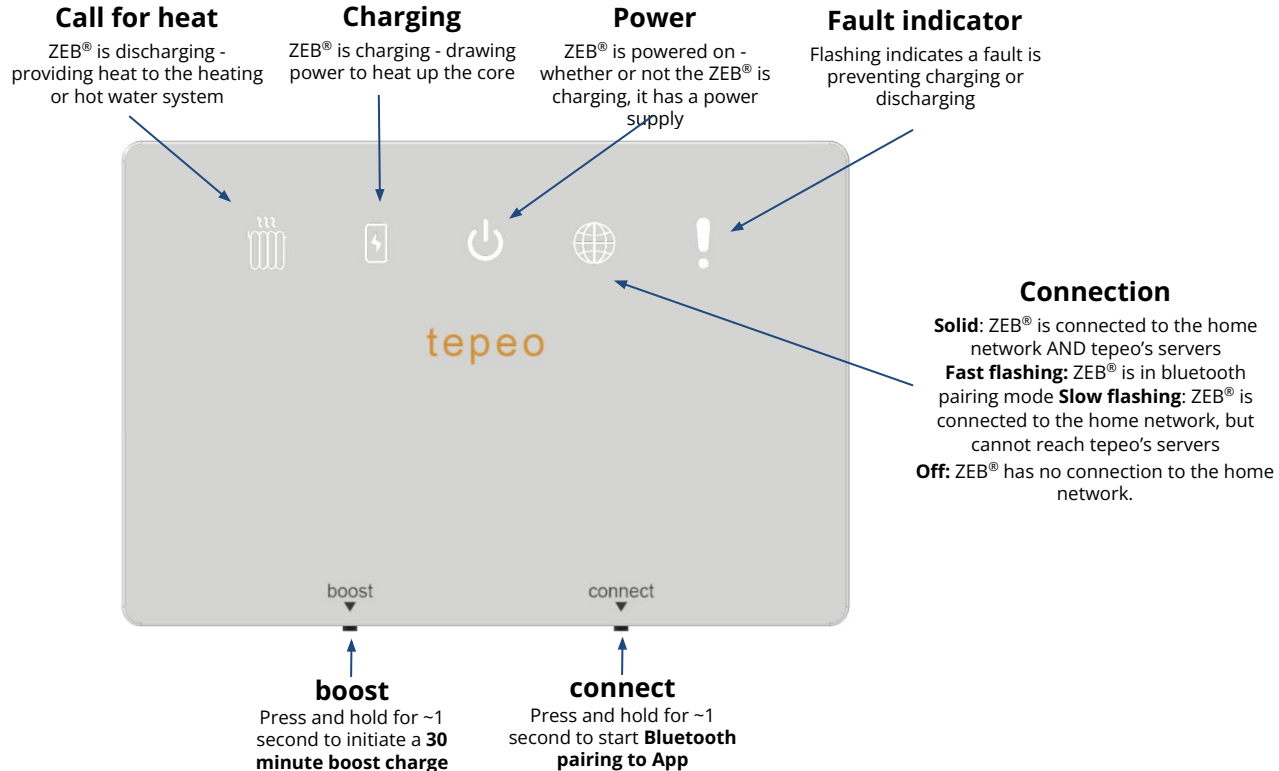 Call for heat
ZEB® is discharging -
providing heat to the heating
or hot water system
Charging
ZEB® is charging - drawing
power to heat up the core
Power
ZEB® is powered on -
whether or not the ZEB® is
charging, it has a power
supply
Fault indicator
Flashing indicates a fault is
preventing charging or
discharging
tepeo
Connection
Solid: ZEB® is connected to the home
network AND tepeo’s servers
Fast flashing: ZEB® is in bluetooth
pairing mode Slow flashing: ZEB® is
connected to the home network, but
cannot reach tepeo’s servers
Off: ZEB® has no connection to the home
network.
boost
connect
boost
Press and hold for ~1
second to initiate a 30
minute boost charge
connect
Press and hold for ~1
second to start Bluetooth
pairing to App